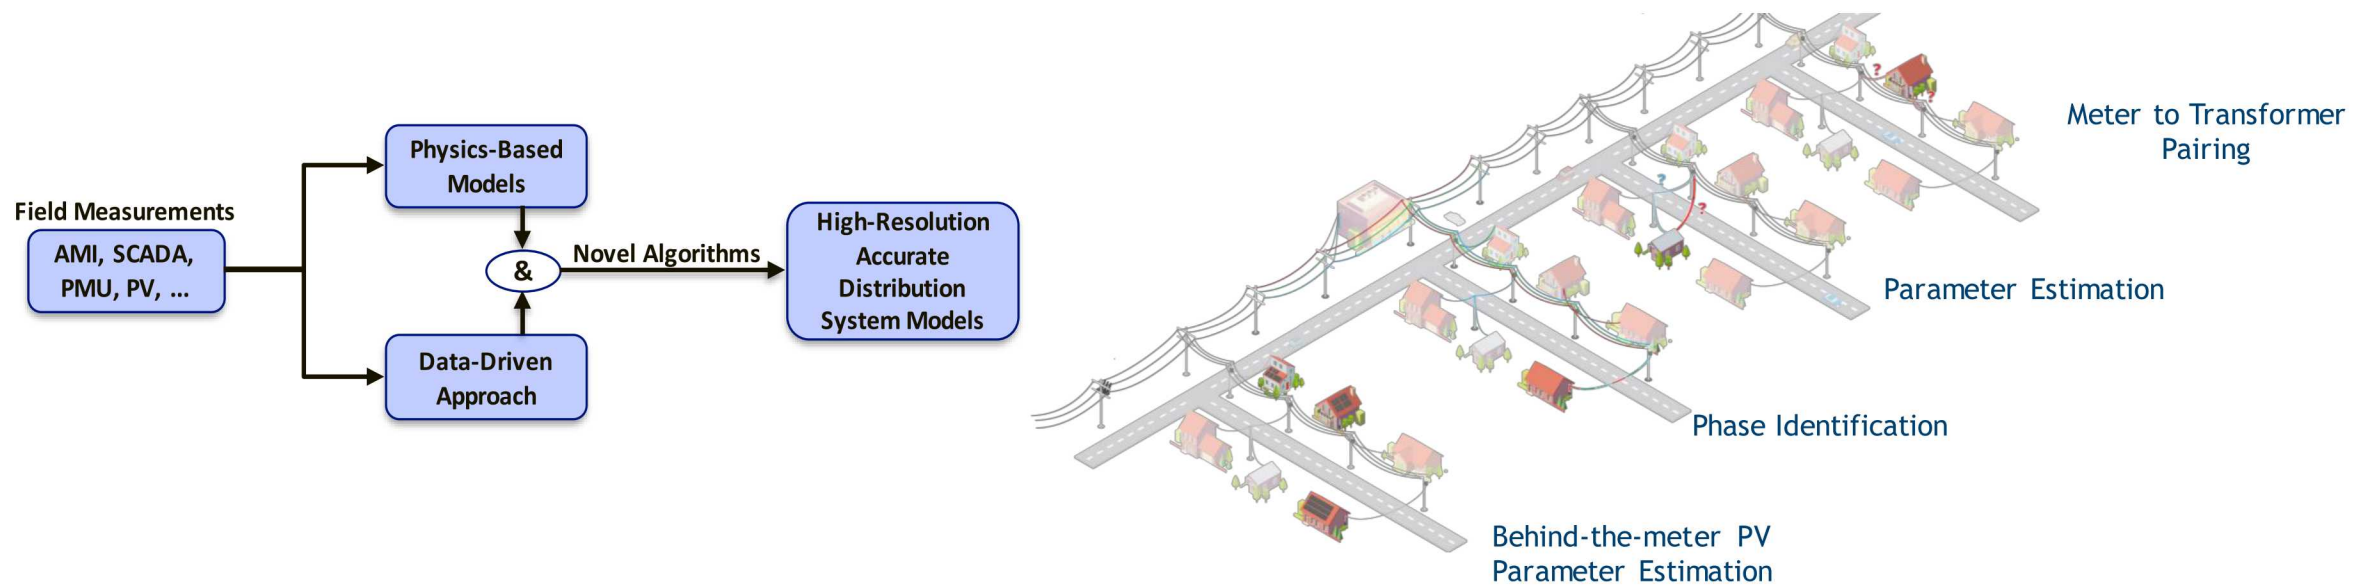 Field Measurements
AMI, SCADA,
PMU, PV, ...
Physics-Based
Models
&
Data-Driven
Approach
Novel Algorithms
High-Resolution
Accurate
Distribution
System Models
?
?
Meter to Transformer
Pairing
?
?
Parameter Estimation
Phase Identification
Behind-the-meter PV
Parameter Estimation